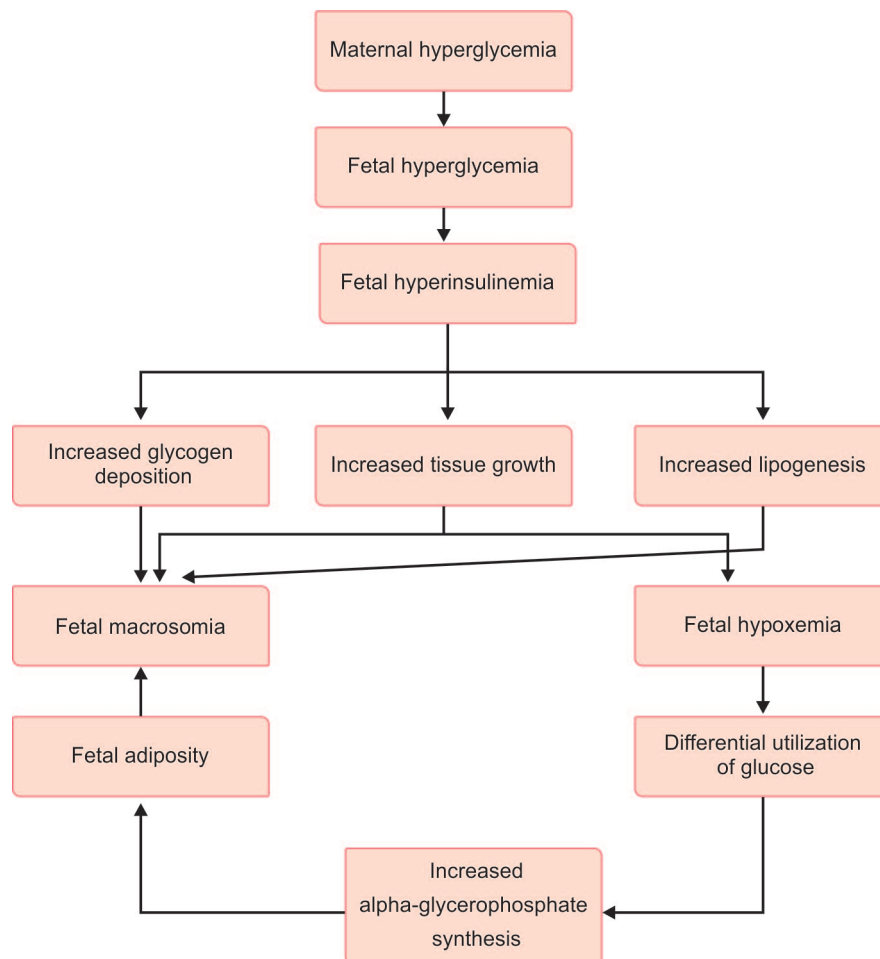 Maternal hyperglycemia
Fetal hyperglycemia
Fetal hyperinsulinemia
Increased glycogen
deposition
Increased tissue growth
Increased lipogenesis
Fetal macrosomia
Fetal hypoxemia
Fetal adiposity
Differential utilization
of glucose
Increased
alpha-glycerophosphate
synthesis